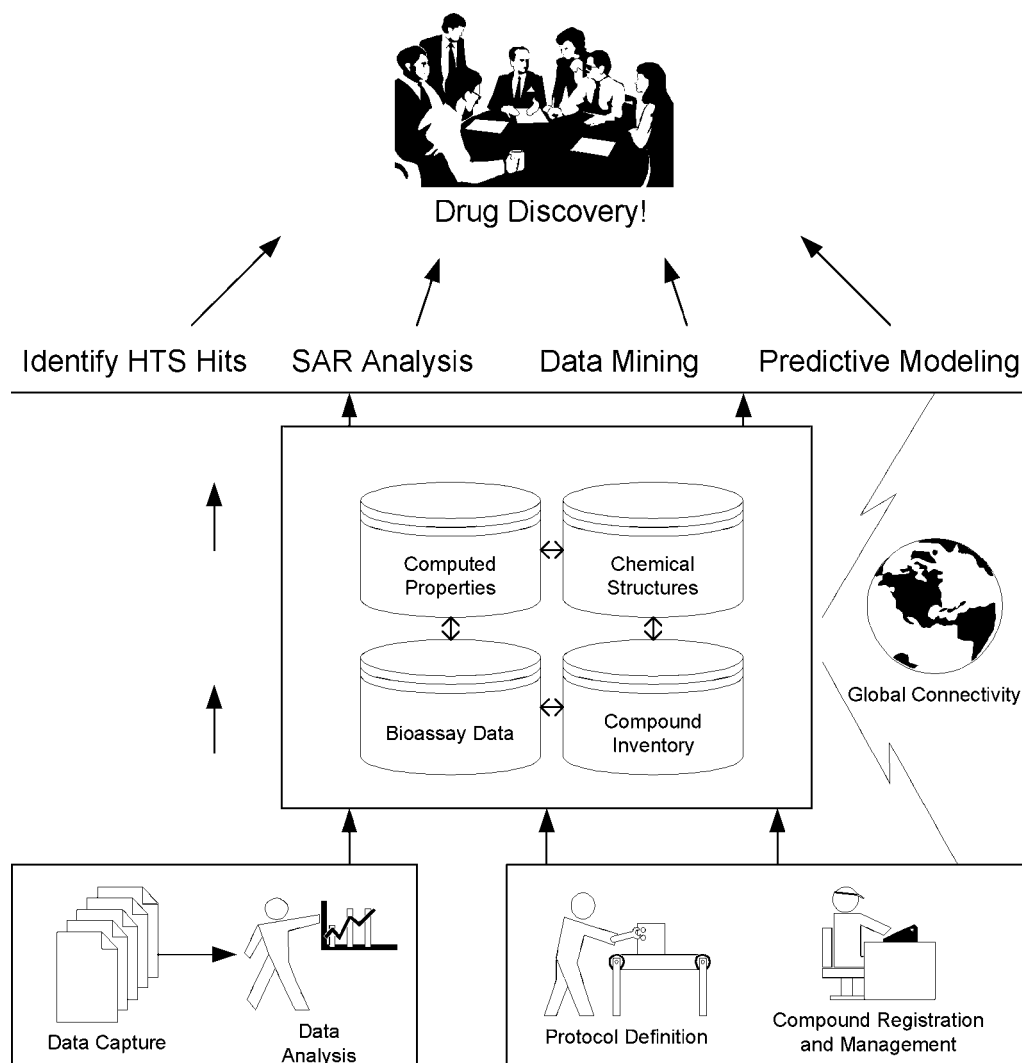 Drug Discovery!
Identify HTS Hits
SAR Analysis
Data Mining
Predictive Modeling
Computed
Properties
Chemical
Structures
Bioassay Data
Compound
Inventory
Global Connectivity
Data Capture
Data
Analysis
Protocol Definition
Compound Registration
and Management